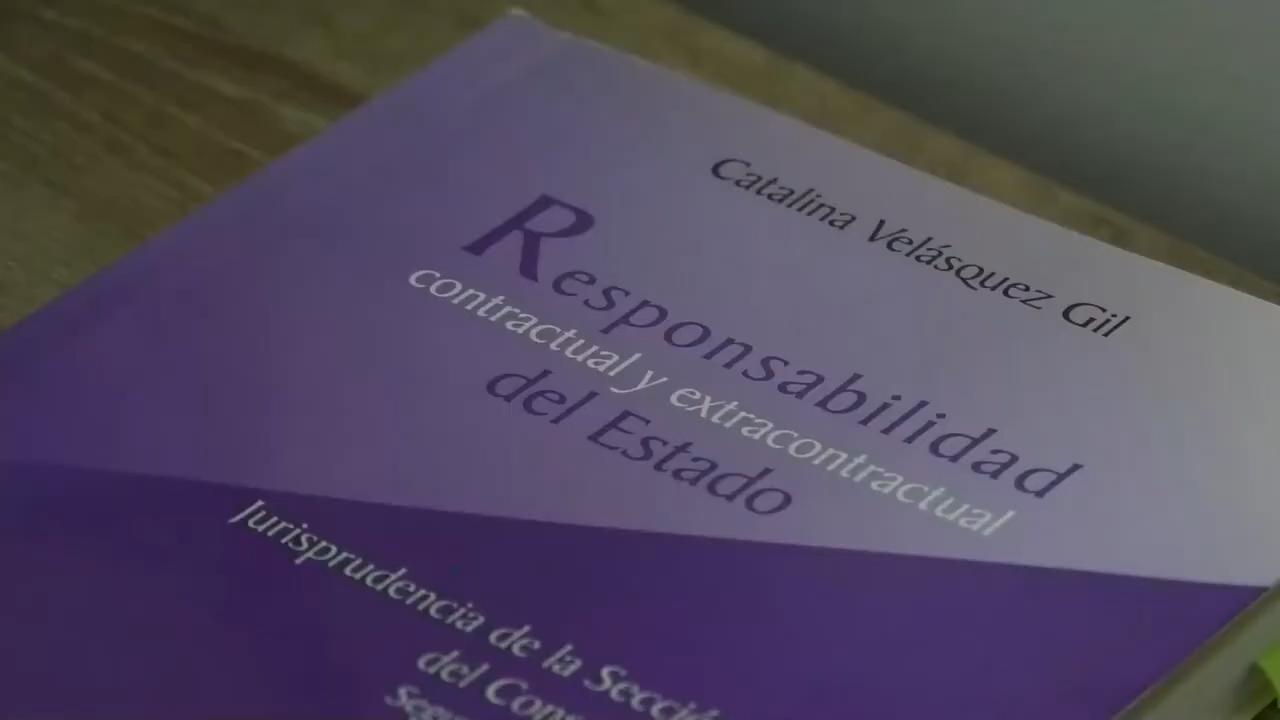 Catalina Velásquez Gil
Responsabilidad
contractual y extracontractual
del Estado
Jurisprudencia de la
del